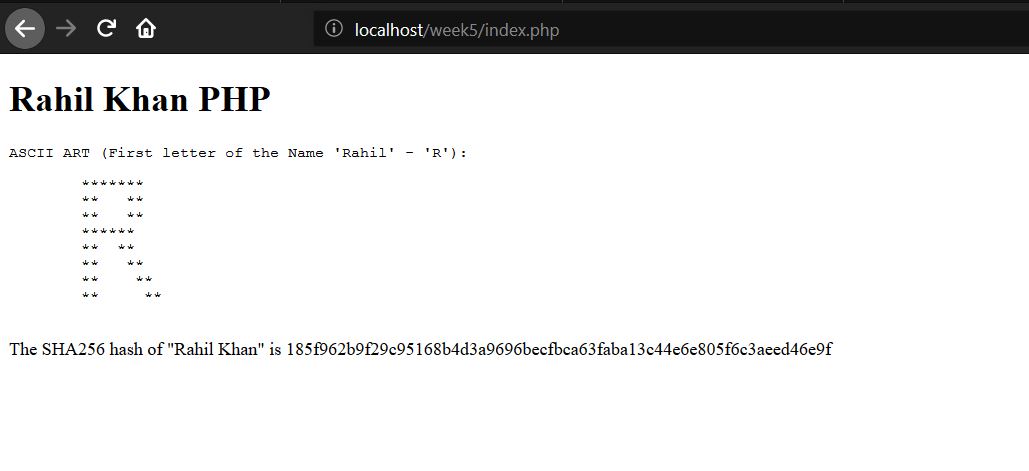 localhost/week5/index.php
Rahil Khan PHP
ASCII ART (First letter of the Name 'Rahil' - 'R'):
        *******
        **   **
        **   **
        ******
        **  **
        **   **
        **    **
        **     **
The SHA256 hash of "Rahil Khan" is 185f962b9f29c95168b4d3a9696becfbca63faba13c44e6e805f6c3aeed46e9f